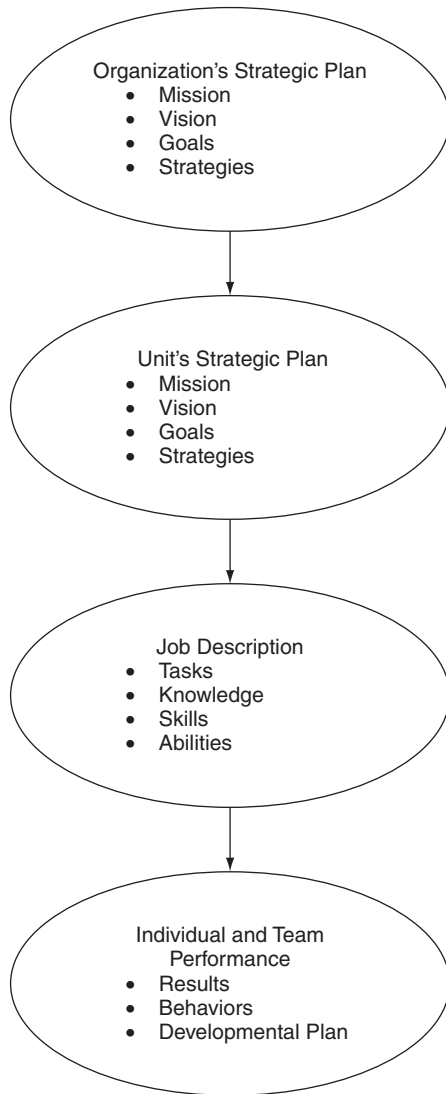 Organization’s Strategic Plan
• Mission
• Vision
• Goals
• Strategies
Unit’s Strategic Plan
• Mission
• Vision
• Goals
• Strategies
Job Description
• Tasks
• Knowledge
• Skills
• Abilities
Individual and Team
Performance
• Results
• Behaviors
• Developmental Plan